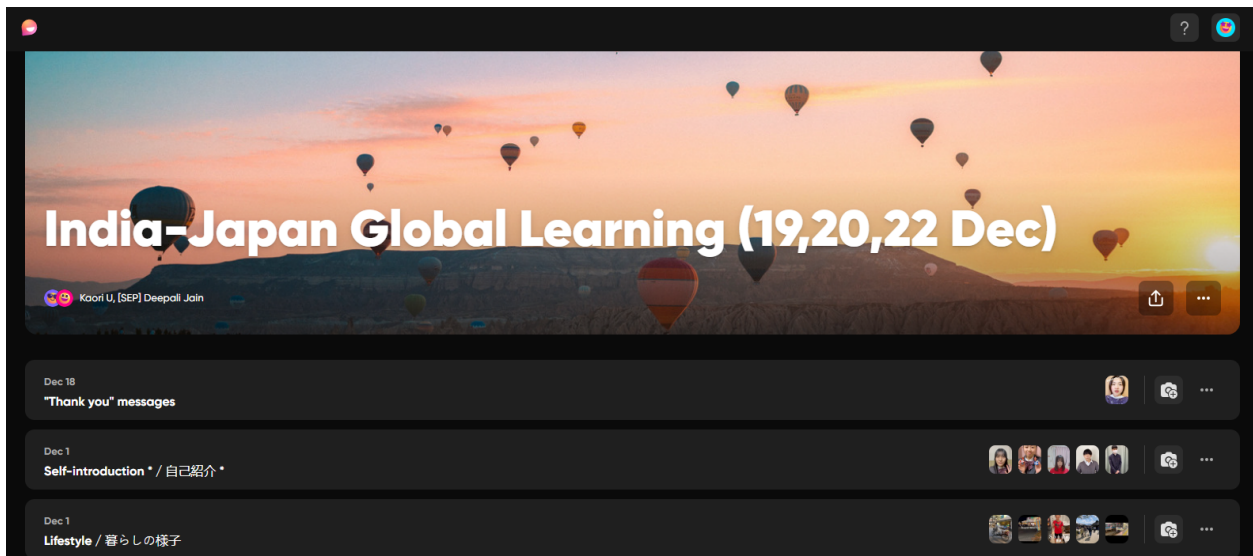 ?
India-Japan Global Learning (19,20,22 Dec)
Kaori U, [SEP] Deepali Jain
Dec 18
"Thank you" messages
Dec 1
Self-introduction * / 自己紹介 *
Dec 1
Lifestyle / 暮らしの様子